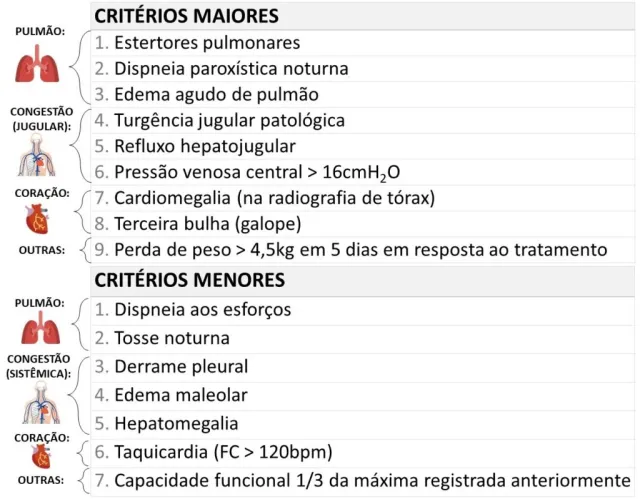 CRITÉRIOS MAIORES
PULMÃO:
1. Estertores pulmonares
2. Dispneia paroxística noturna
3. Edema agudo de pulmão
CONGESTÃO
(JUGULAR):
4. Turgência jugular patológica
5. Refluxo hepatojugular
6. Pressão venosa central > 16cmH₂O
CORAÇÃO:
7. Cardiomegalia (na radiografia de tórax)
8. Terceira bulha (galope)
OUTRAS:
9. Perda de peso > 4,5kg em 5 dias em resposta ao tratamento
CRITÉRIOS MENORES
PULMÃO:
1. Dispneia aos esforços
2. Tosse noturna
CONGESTÃO
(SISTÊMICA):
3. Derrame pleural
4. Edema maleolar
5. Hepatomegalia
CORAÇÃO:
6. Taquicardia (FC > 120bpm)
OUTRAS:
7. Capacidade funcional 1/3 da máxima registrada anteriormente